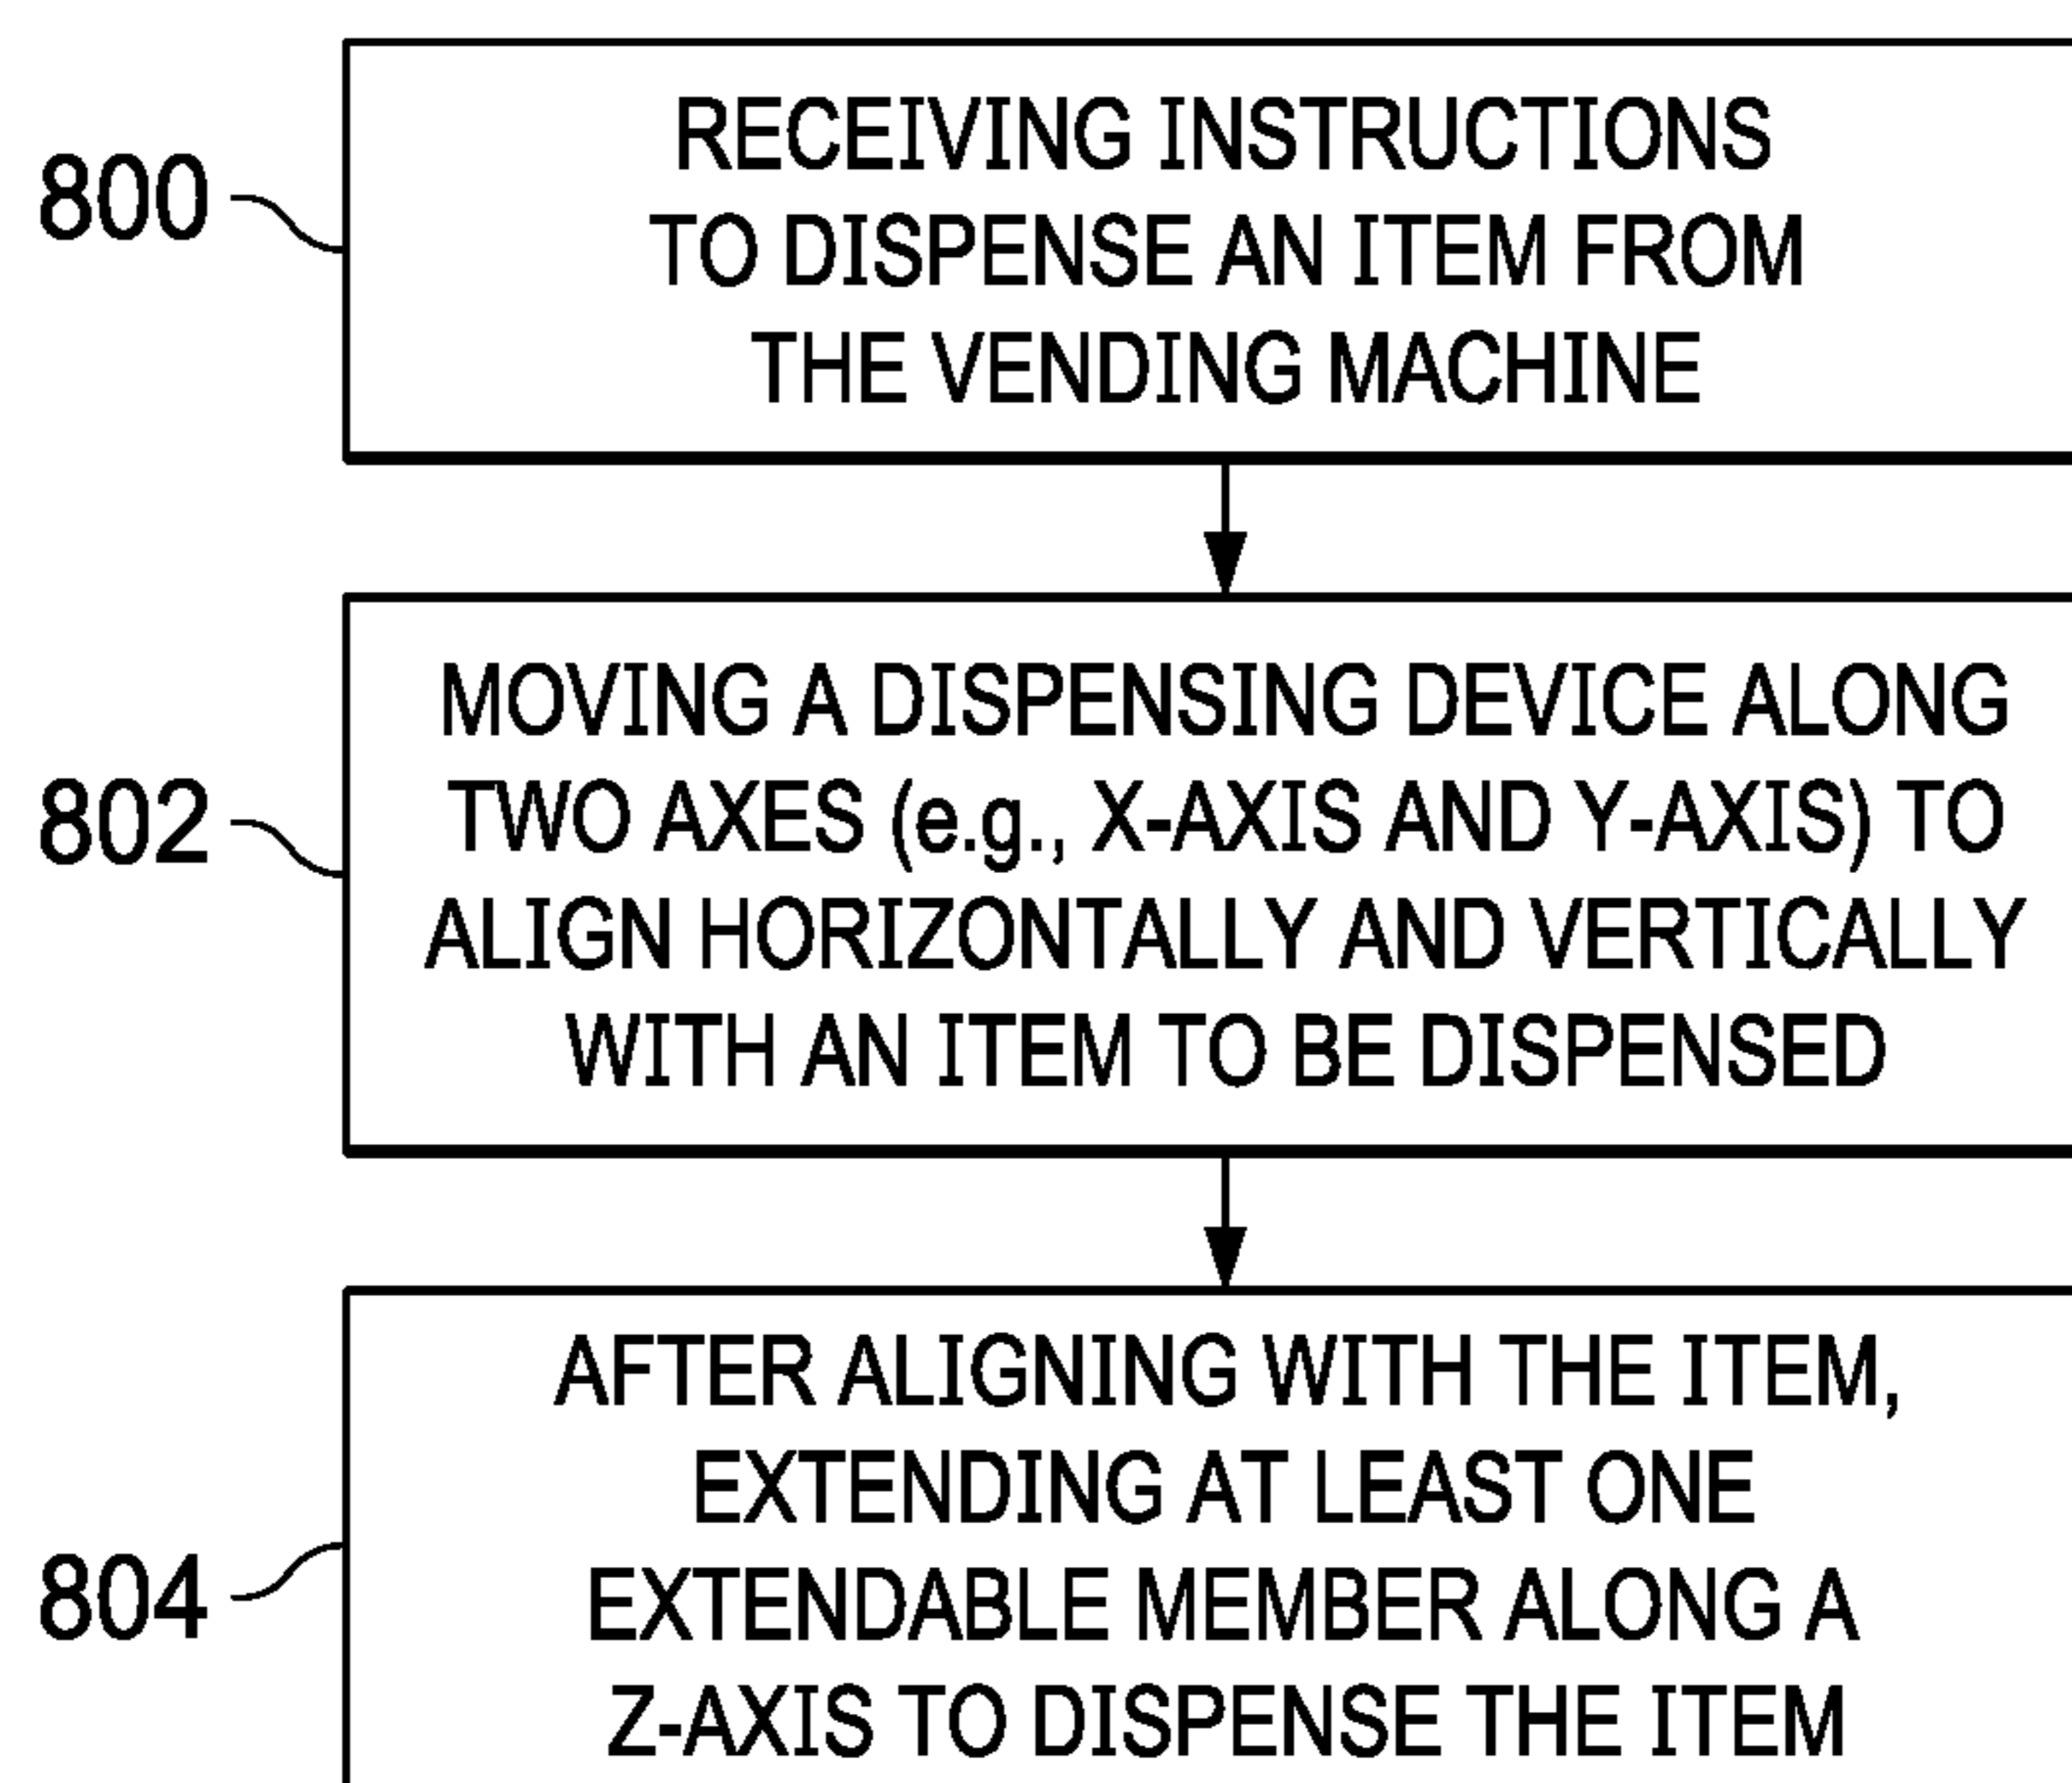 800
RECEIVING INSTRUCTIONS
TO DISPENSE AN ITEM FROM
THE VENDING MACHINE
802
MOVING A DISPENSING DEVICE ALONG
TWO AXES (e.g., X-AXIS AND Y-AXIS) TO
ALIGN HORIZONTALLY AND VERTICALLY
WITH AN ITEM TO BE DISPENSED
804
AFTER ALIGNING WITH THE ITEM,
EXTENDING AT LEAST ONE
EXTENDABLE MEMBER ALONG A
Z-AXIS TO DISPENSE THE ITEM